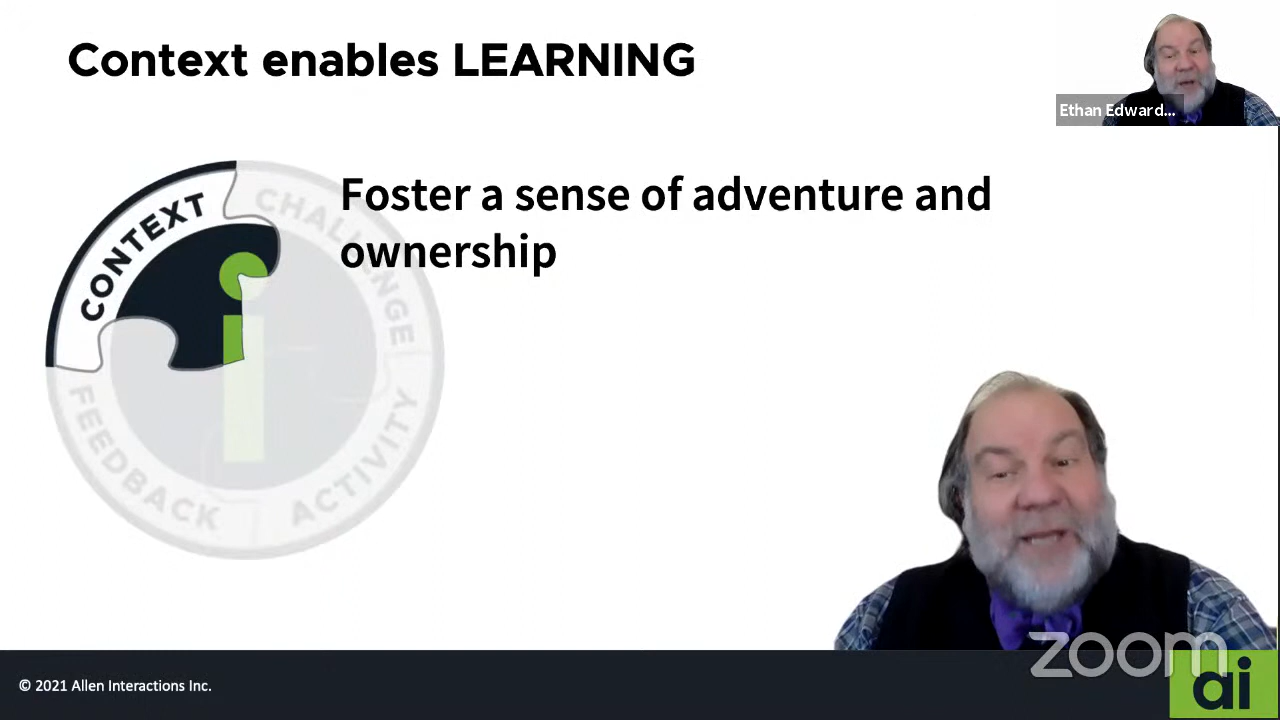 Context enables LEARNING
Ethan Edward...
Foster a sense of adventure and
ownership
CONTEXT
CHALLENGE
FEEDBACK
ACTIVITY
i
zoom
© 2021 Allen Interactions Inc.
ai